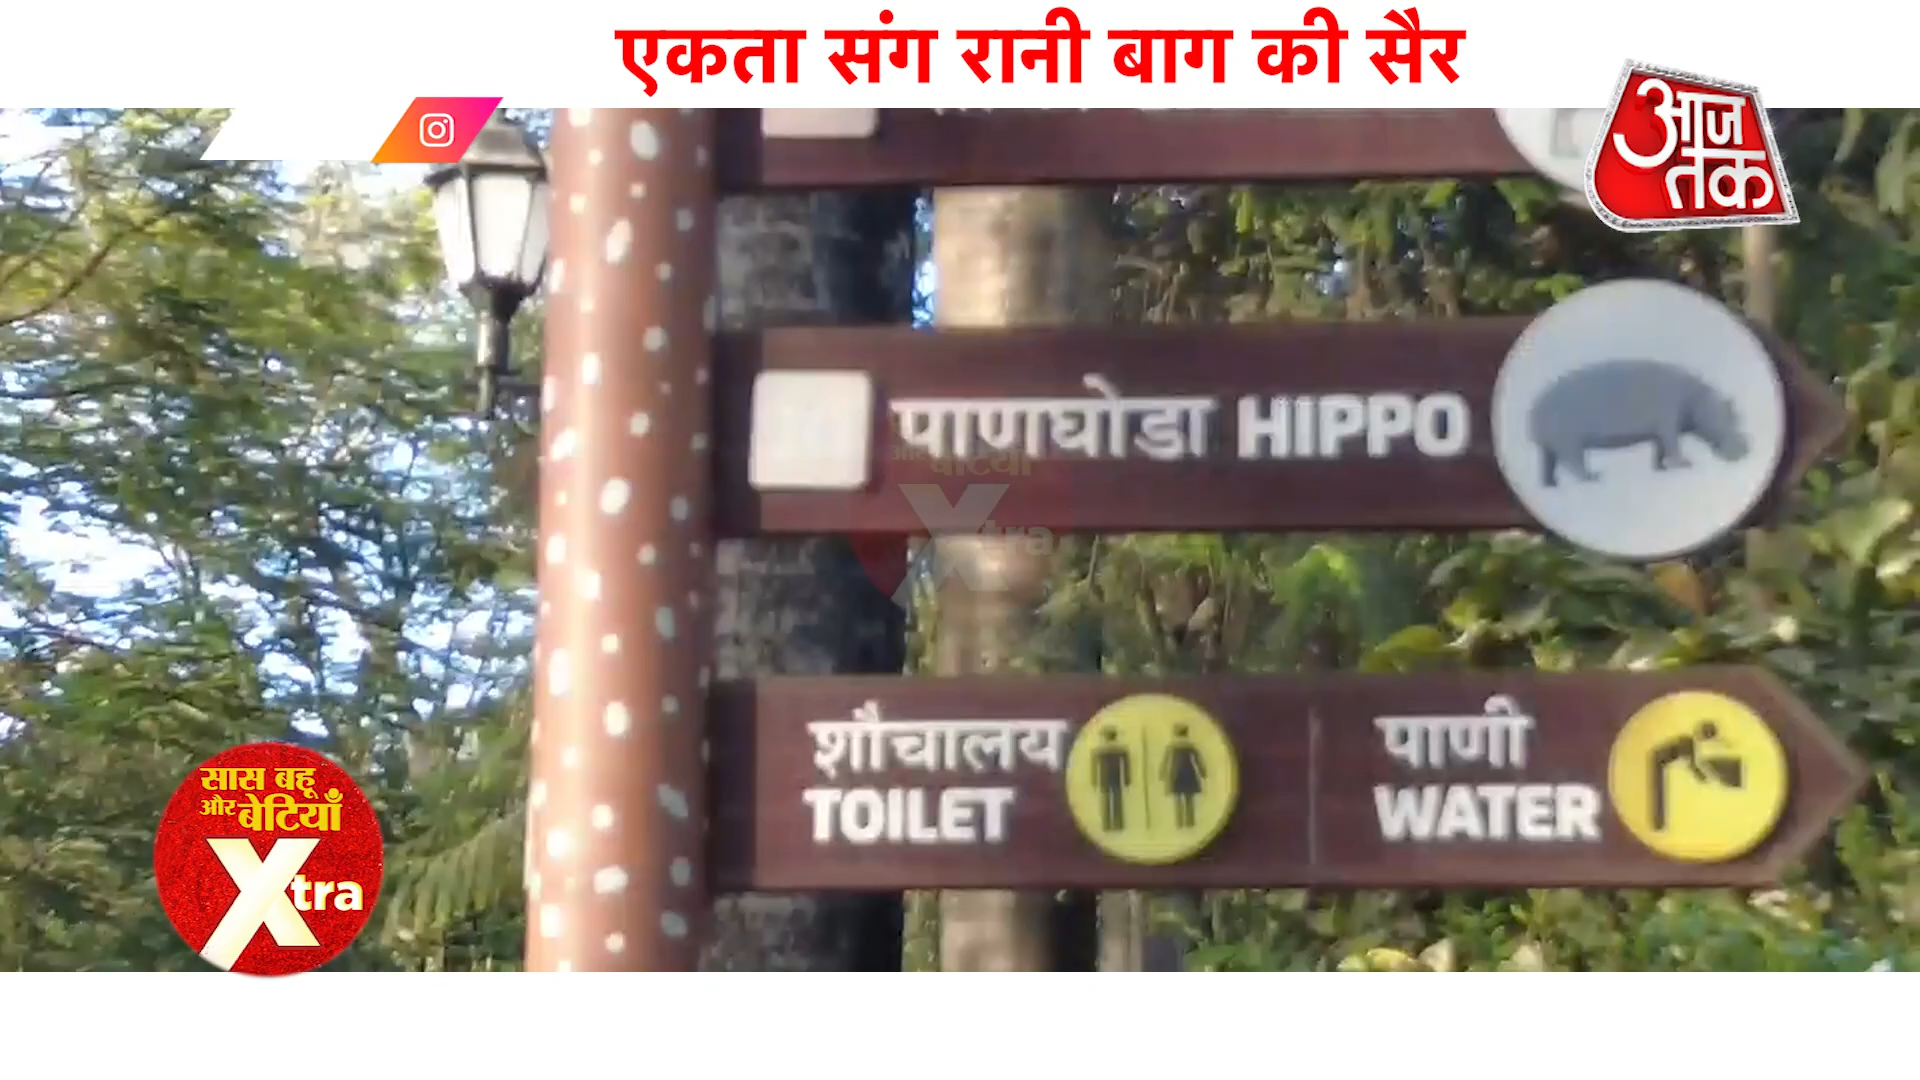 एकता संग रानी बाग की सैर
आज
तक
पाणघोडा HIPPO
शौचालय
TOILET
पाणी
WATER
सास बहू
और बेटियाँ
Xtra